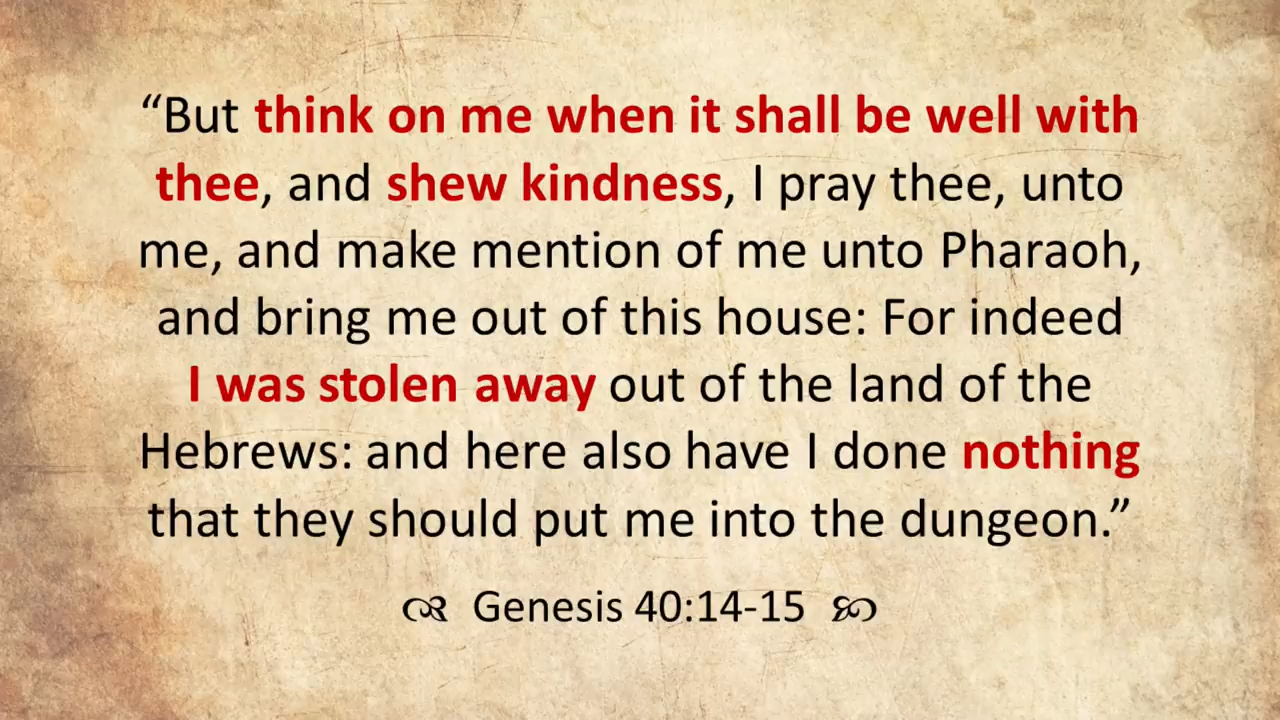 “But think on me when it shall be well with
thee, and shew kindness, I pray thee, unto
me, and make mention of me unto Pharaoh,
and bring me out of this house: For indeed
I was stolen away out of the land of the
Hebrews: and here also have I done nothing
that they should put me into the dungeon.”
Genesis 40:14-15